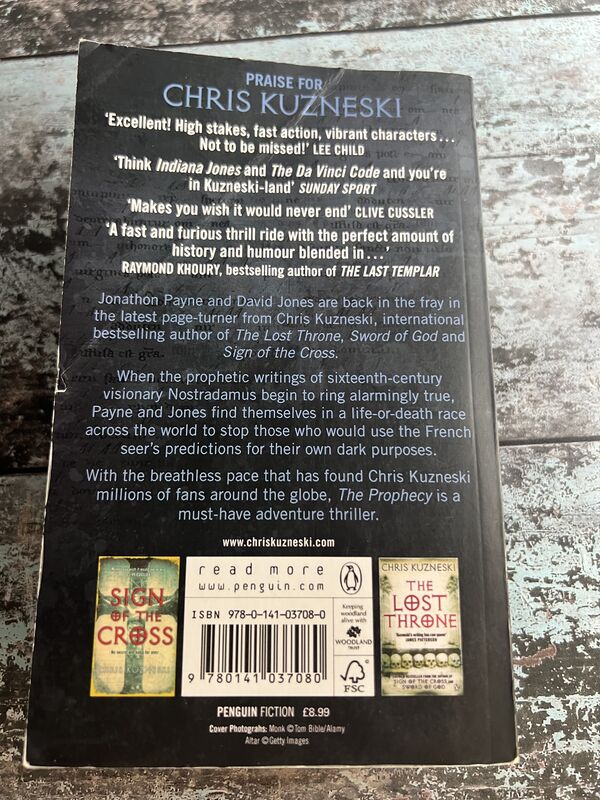 PRAISE FOR
CHRIS KUZNESKI
'Excellent! High stakes, fast action, vibrant characters...
Not to be missed!' LEE CHILD
'Think Indiana Jones and The Da Vinci Code and you're
in Kuzneski-land' SUNDAY SPORT
'Makes you wish it would never end' CLIVE CUSSLER
'A fast and furious thrill ride with the perfect amount of
history and humour blended in...'
RAYMOND KHOURY, bestselling author of THE LAST TEMPLAR
Jonathon Payne and David Jones are back in the fray in
the latest page-turner from Chris Kuzneski, international
bestselling author of The Lost Throne, Sword of God and
Sign of the Cross.
When the prophetic writings of sixteenth-century
visionary Nostradamus begin to ring alarmingly true,
Payne and Jones find themselves in a life-or-death race
across the world to stop those who would use the French
seer's predictions for their own dark purposes.
With the breathless pace that has found Chris Kuzneski
millions of fans around the globe, The Prophecy is a
must-have adventure thriller.
www.chriskuzneski.com
SIGN
OF THE
CROSS
CHRIS KUZNESKI
read more
www.penguin.com
ISBN 978-0-141-03708-0
9 780141 037080
Keeping
woodland
alive with
WOODLAND
TRUST
FSC
CHRIS KUZNESKI
THE
LOST
THRONE
JAMES PATTERSON
SIGN OF THE CROSS and
SWORD OF GOD
PENGUIN FICTION £8.99
Cover Photograhs: Monk ©Tom Bible/Alamy
Altar ©Getty Images